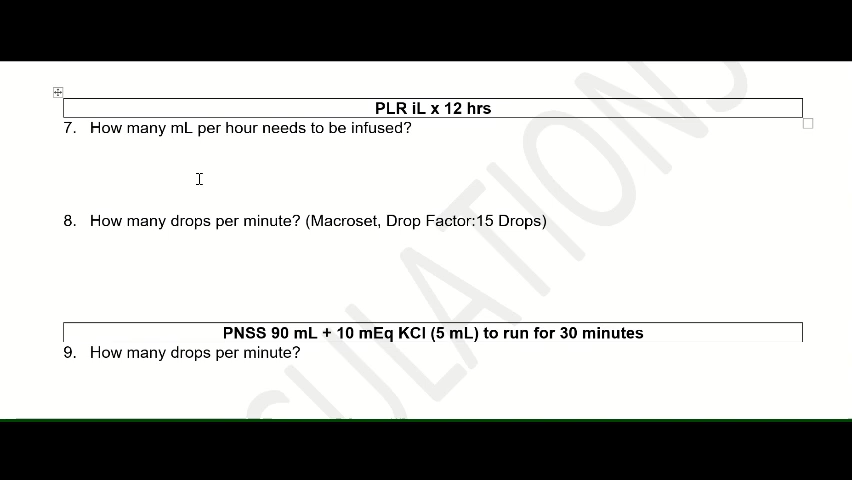 PLR iL x 12 hrs
7. How many mL per hour needs to be infused?
8. How many drops per minute? (Macroset, Drop Factor:15 Drops)
PNSS 90 mL + 10 mEq KCl (5 mL) to run for 30 minutes
9. How many drops per minute?